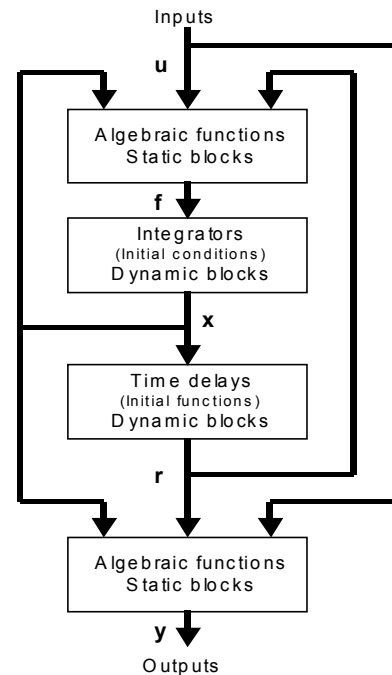 Inputs
u
Algebraic functions
Static blocks
f
Integrators
(Initial conditions)
Dynamic blocks
x
Time delays
(Initial functions)
Dynamic blocks
r
Algebraic functions
Static blocks
y
Outputs